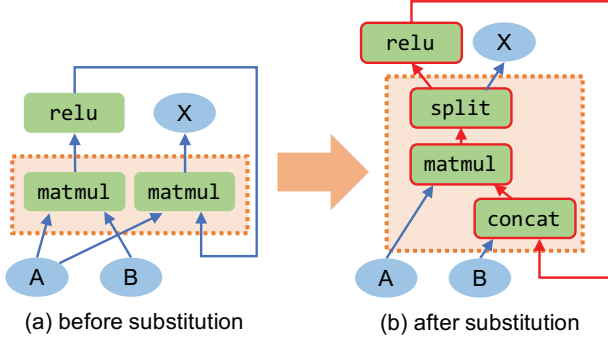 relu X
matmul matmul
A B
(a) before substitution
relu X
split
matmul
concat
A B
(b) after substitution